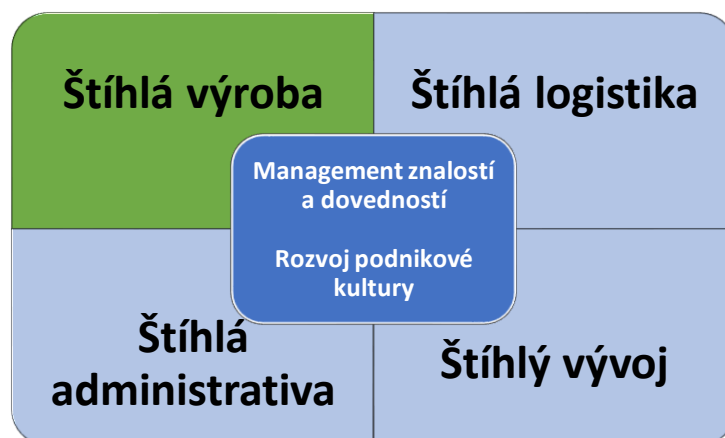 Štíhlá výroba
Štíhlá logistika
Management znalostí
a dovedností
Rozvoj podnikové
kultury
Štíhlá
administrativa
Štíhlý vývoj